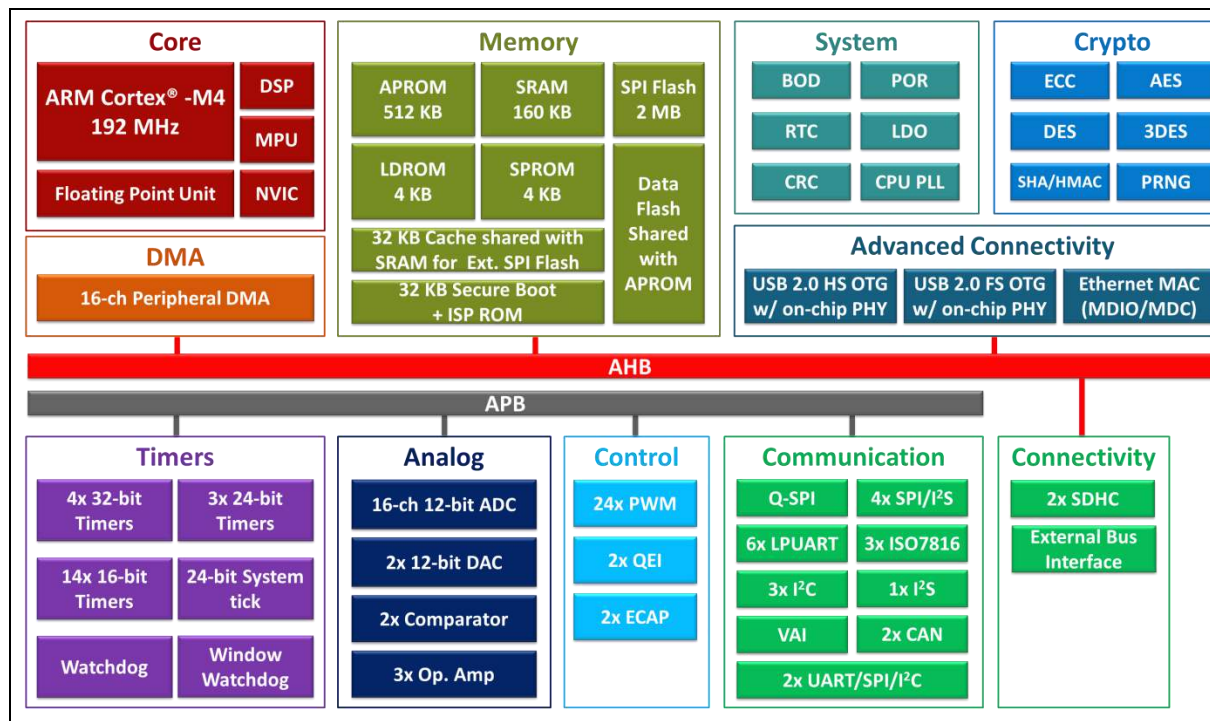 Core
ARM Cortex® -M4
192 MHz
DSP
MPU
Floating Point Unit
NVIC
DMA
16-ch Peripheral DMA
Memory
APROM
512 KB
SRAM
160 KB
SPI Flash
2 MB
LDROM
4 KB
SPROM
4 KB
Data
Flash
Shared
with
APROM
32 KB Cache shared with
SRAM for Ext. SPI Flash
32 KB Secure Boot
+ ISP ROM
System
BOD
POR
RTC
LDO
CRC
CPU PLL
Crypto
ECC
AES
DES
3DES
SHA/HMAC
PRNG
Advanced Connectivity
USB 2.0 HS OTG
w/ on-chip PHY
USB 2.0 FS OTG
w/ on-chip PHY
Ethernet MAC
(MDIO/MDC)
AHB
APB
Timers
4x 32-bit
Timers
3x 24-bit
Timers
14x 16-bit
Timers
24-bit System
tick
Watchdog
Window
Watchdog
Analog
16-ch 12-bit ADC
2x 12-bit DAC
2x Comparator
3x Op. Amp
Control
24x PWM
2x QEI
2x ECAP
Communication
Q-SPI
4x SPI/I²S
6x LPUART
3x ISO7816
3x I²C
1x I²S
VAI
2x CAN
2x UART/SPI/I²C
Connectivity
2x SDHC
External Bus
Interface